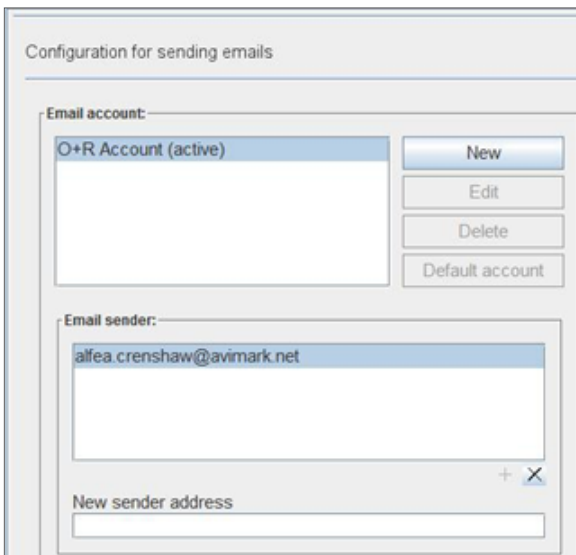 Configuration for sending emails
Email account:
O+R Account (active)
New
Edit
Delete
Default account
Email sender:
alfea.crenshaw@avimark.net
New sender address